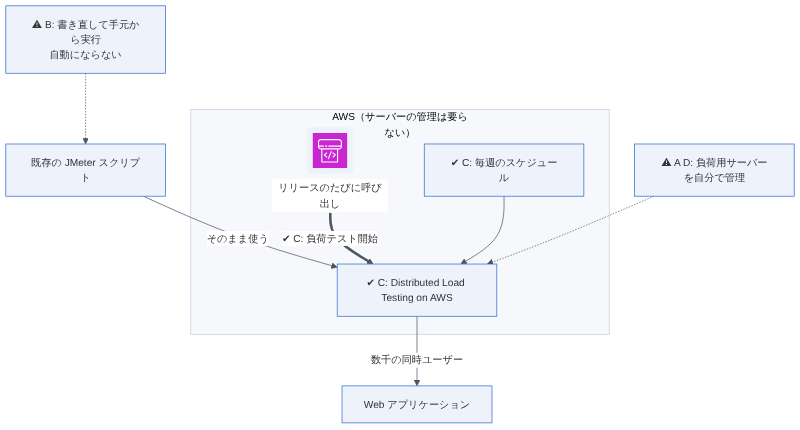 ⚠ B: 書き直して手元か
ら実行
自動にならない
AWS（サーバーの管理は要ら
ない）
既存の JMeter スクリプ
ト
✔ C: 毎週のスケジュー
ル
⚠ A D: 負荷用サーバー
を自分で管理
リリースのたびに呼び
出し
そのまま使う
✔ C: 負荷テスト開始
✔ C: Distributed Load
Testing on AWS
数千の同時ユーザー
Web アプリケーション